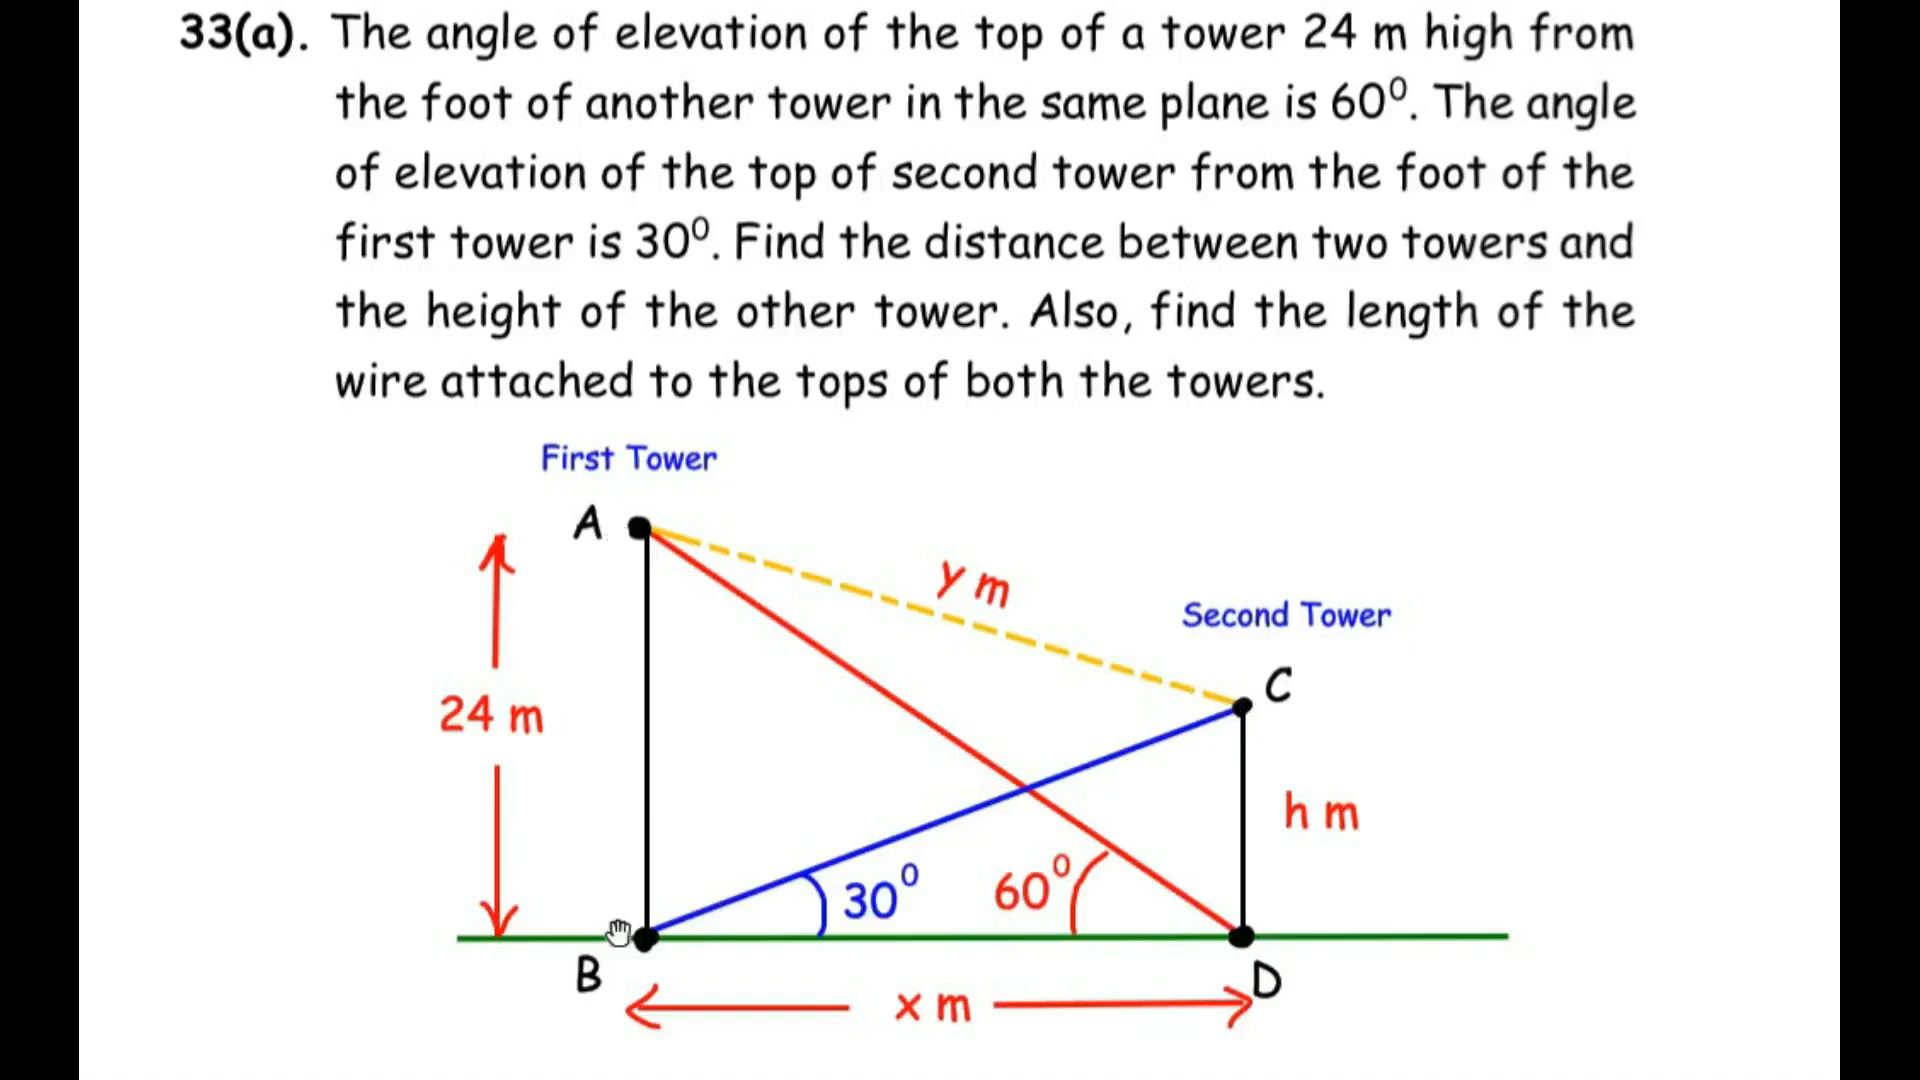 33(a). The angle of elevation of the top of a tower 24 m high from
the foot of another tower in the same plane is 60⁰. The angle
of elevation of the top of second tower from the foot of the
first tower is 30⁰. Find the distance between two towers and
the height of the other tower. Also, find the length of the
wire attached to the tops of both the towers.
First Tower
A
y m
Second Tower
C
24 m
h m
30⁰
60⁰
B
D
x m